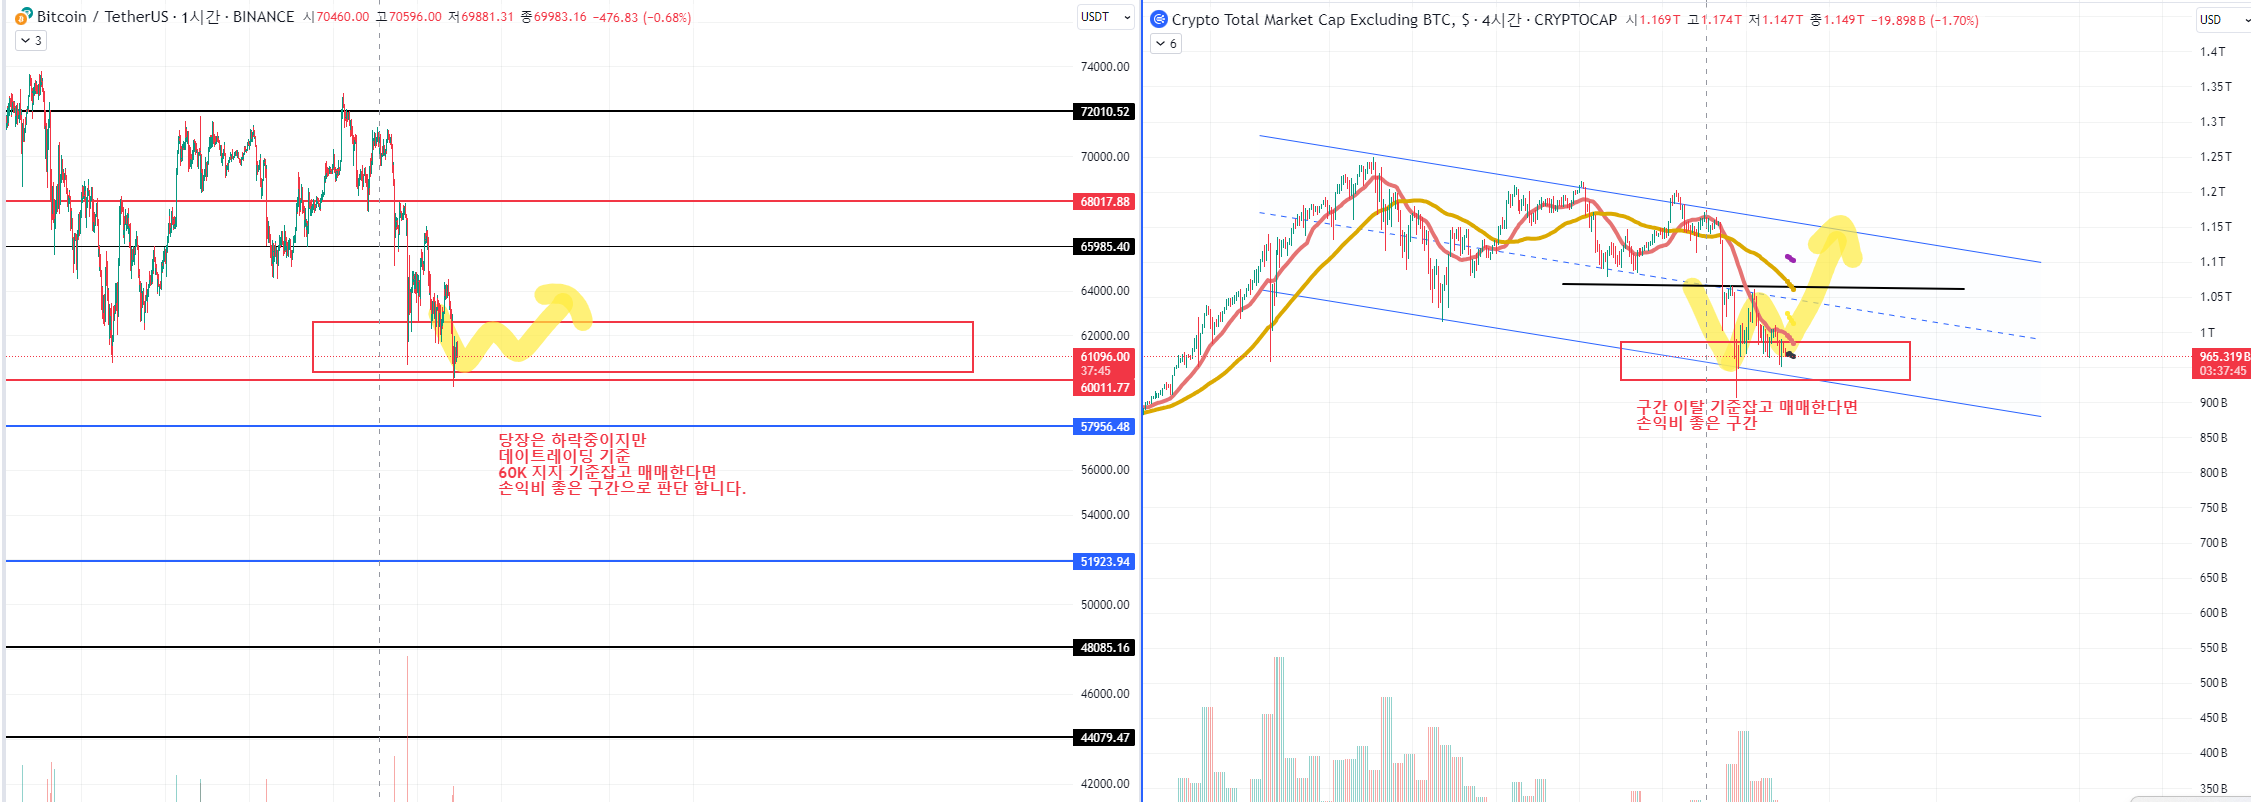 Bitcoin / TetherUS · 1시간 · BINANCE 시70460.00 고70596.00 저69881.31 종69983.16 −476.83 (−0.68%)
USDT
3
74000.00
72010.52
70000.00
68017.88
65985.40
64000.00
62000.00
61096.00
37:45
60011.77
57956.48
56000.00
54000.00
51923.94
50000.00
48085.16
46000.00
44079.47
42000.00
당장은 하락중이지만
데이트레이딩 기준
60K 지지 기준잡고 매매한다면
손익비 좋은 구간으로 판단 합니다.
Crypto Total Market Cap Excluding BTC, $ · 4시간 · CRYPTOCAP 시1.169T 고1.174T 저1.147T 종1.149T −19.898B (−1.70%)
USD
6
1.4T
1.35T
1.3T
1.25T
1.2T
1.15T
1.1T
1.05T
1T
965.319B
03:37:45
900B
850B
800B
750B
700B
650B
600B
550B
500B
450B
400B
350B
구간 이탈 기준잡고 매매한다면
손익비 좋은 구간